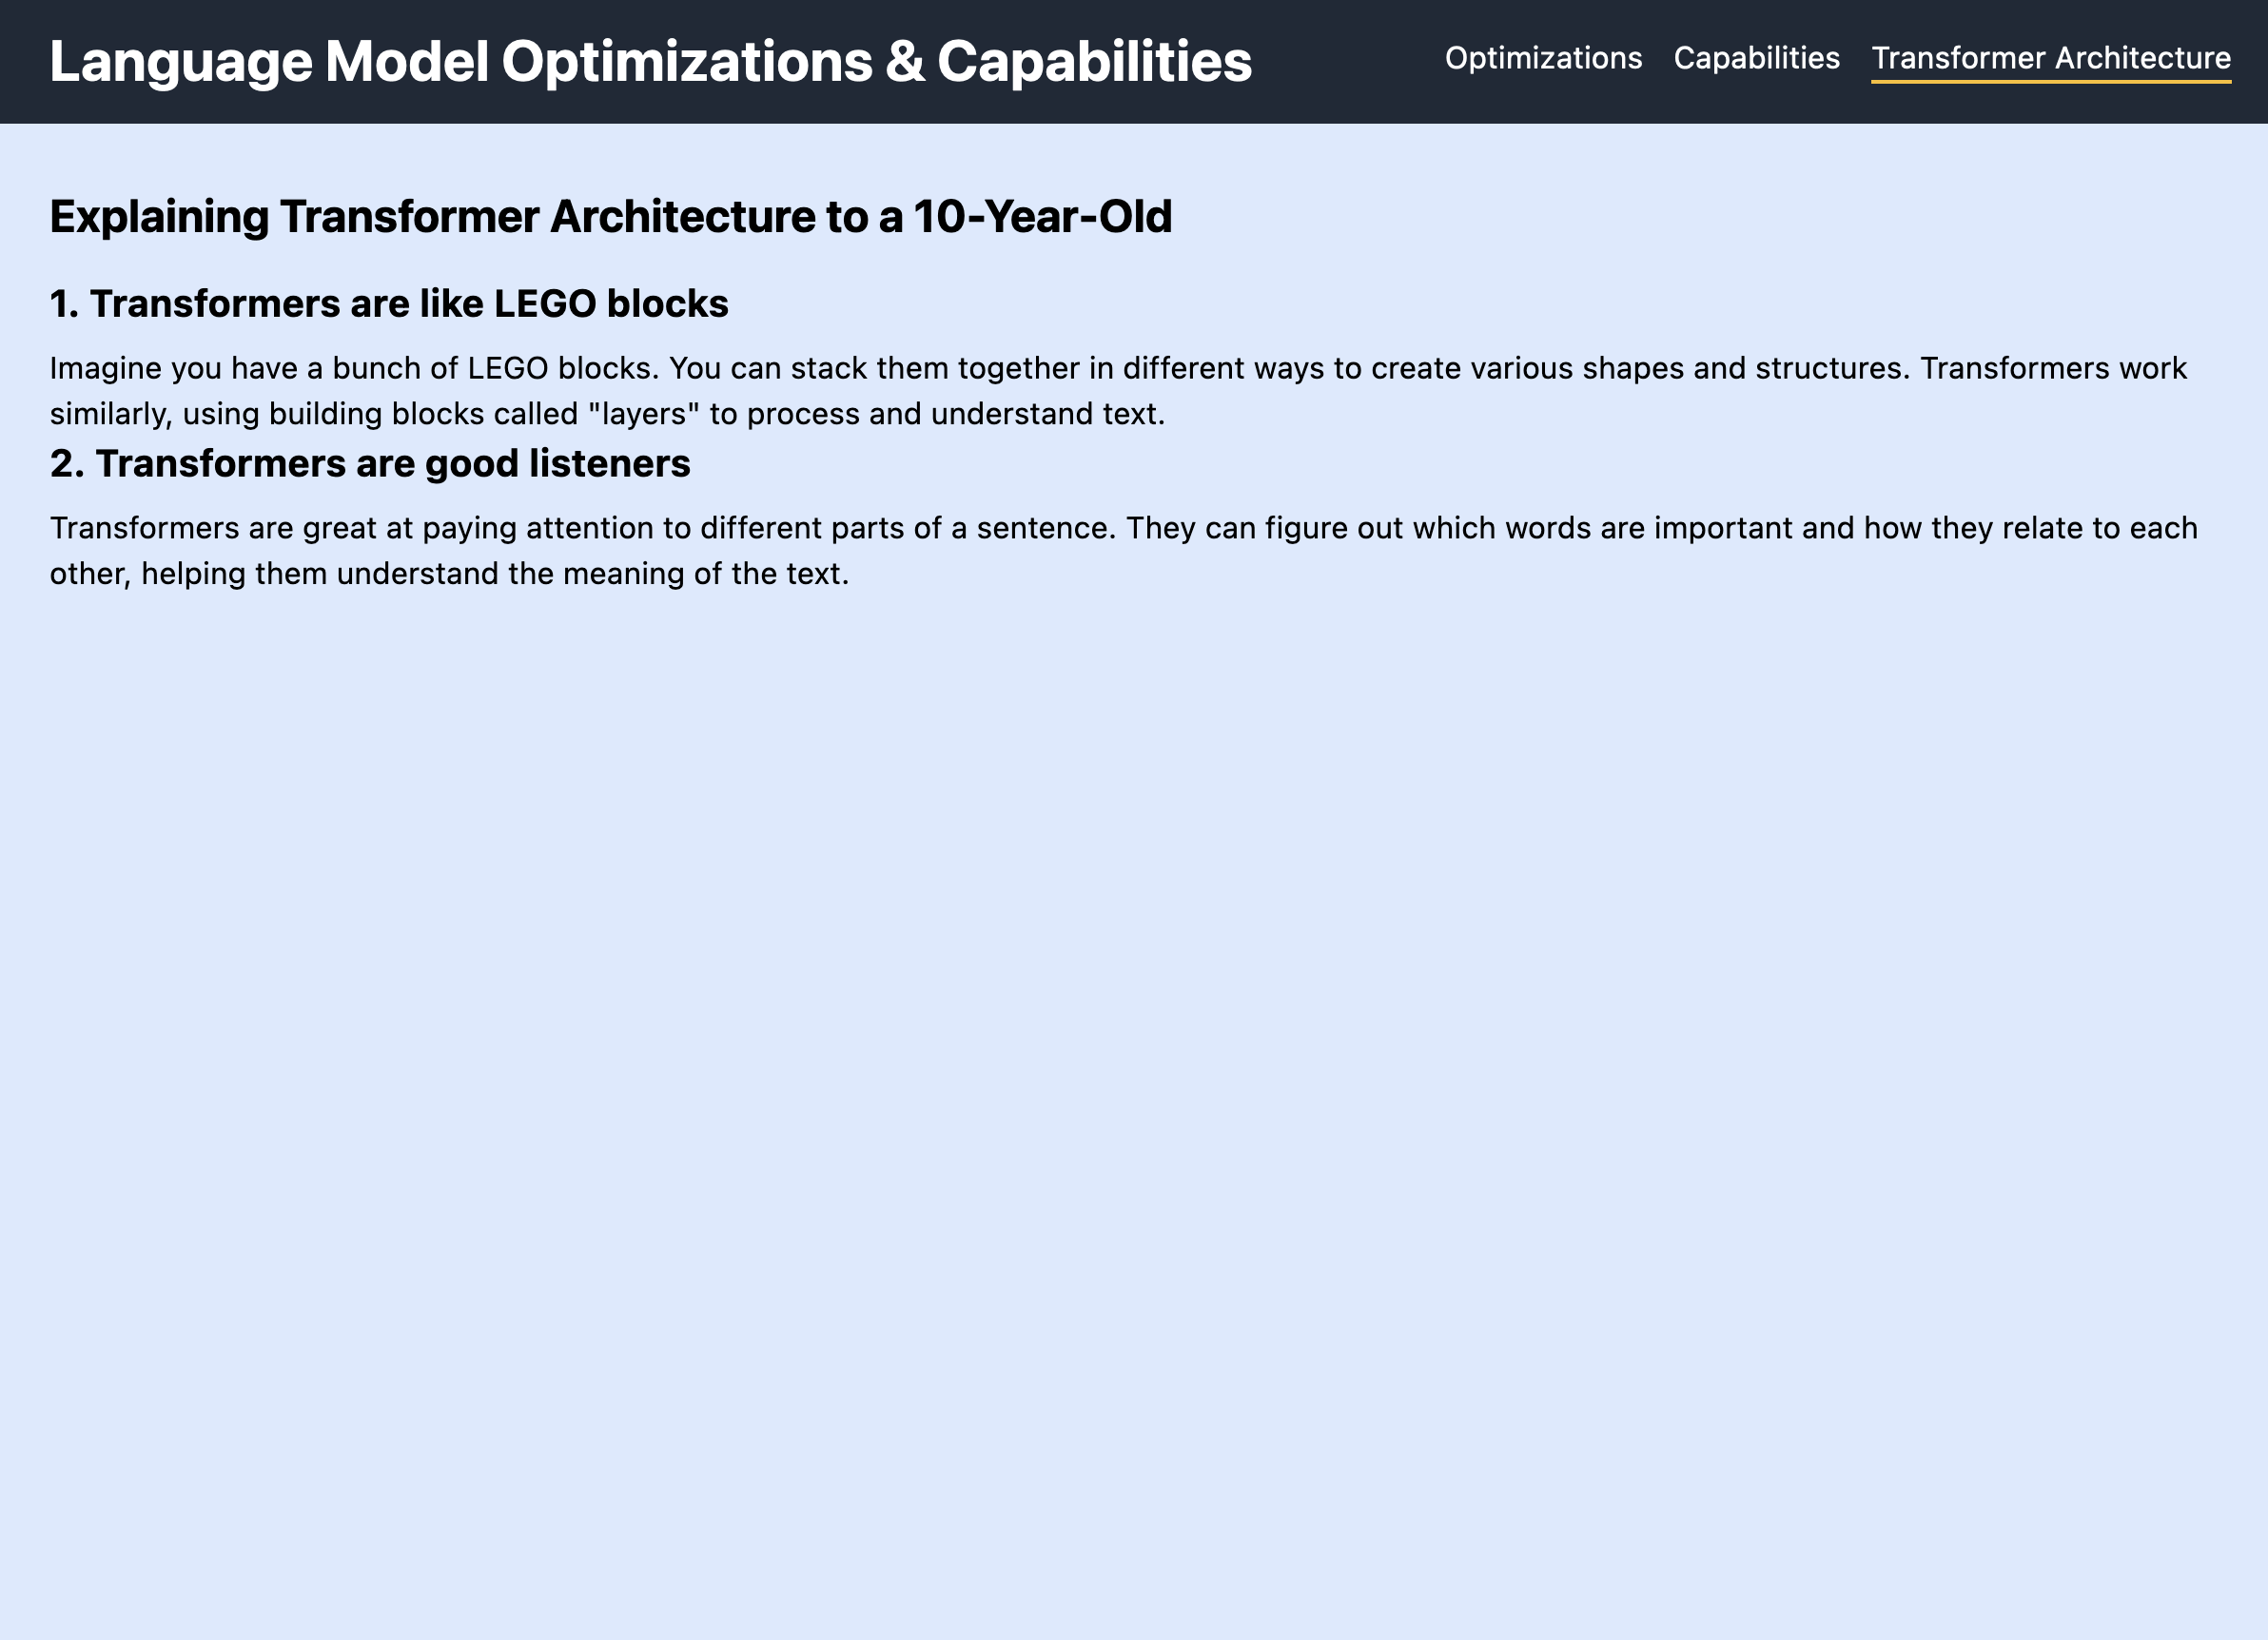 Language Model Optimizations & Capabilities
Optimizations Capabilities Transformer Architecture
Explaining Transformer Architecture to a 10-Year-Old
1. Transformers are like LEGO blocks
Imagine you have a bunch of LEGO blocks. You can stack them together in different ways to create various shapes and structures. Transformers work
similarly, using building blocks called "layers" to process and understand text.
2. Transformers are good listeners
Transformers are great at paying attention to different parts of a sentence. They can figure out which words are important and how they relate to each
other, helping them understand the meaning of the text.